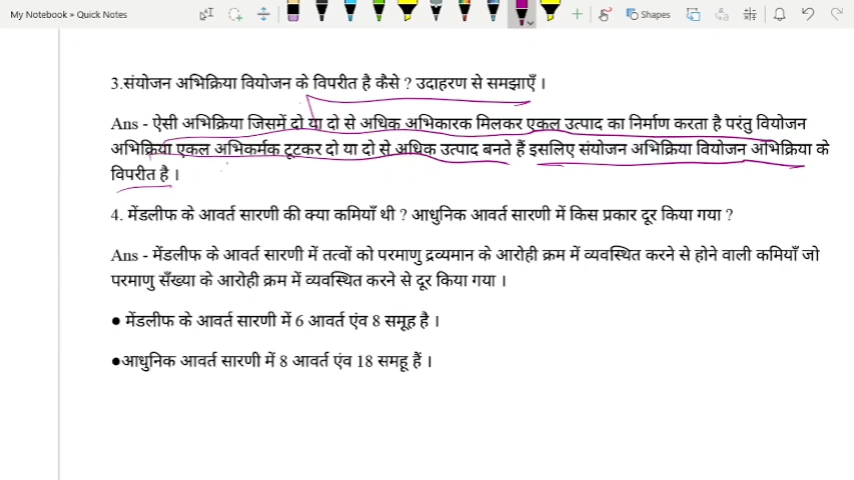 My Notebook » Quick Notes
Shapes
3.संयोजन अभिक्रिया वियोजन के विपरीत है कैसे ? उदाहरण से समझाएँ ।
Ans - ऐसी अभिक्रिया जिसमें दो या दो से अधिक अभिकारक मिलकर एकल उत्पाद का निर्माण करता है परंतु वियोजन
अभिक्रिया एकल अभिकर्मक टूटकर दो या दो से अधिक उत्पाद बनते हैं इसलिए संयोजन अभिक्रिया वियोजन अभिक्रिया के
विपरीत है ।
4. मेंडलीफ के आवर्त सारणी की क्या कमियाँ थी ? आधुनिक आवर्त सारणी में किस प्रकार दूर किया गया ?
Ans - मेंडलीफ के आवर्त सारणी में तत्वों को परमाणु द्रव्यमान के आरोही क्रम में व्यवस्थित करने से होने वाली कमियाँ जो
परमाणु सँख्या के आरोही क्रम में व्यवस्थित करने से दूर किया गया ।
● मेंडलीफ के आवर्त सारणी में 6 आवर्त एंव 8 समूह है ।
●आधुनिक आवर्त सारणी में 8 आवर्त एंव 18 समहू हैं ।